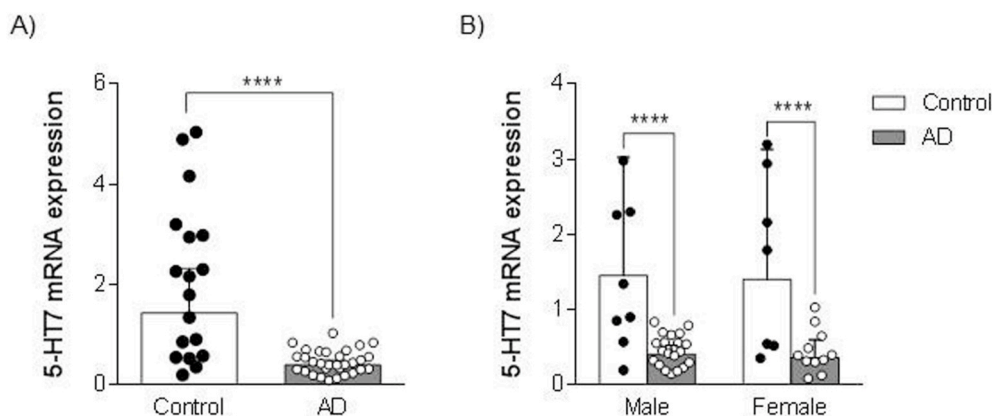 A)
5-HT7 mRNA expression
6
4
2
0
****
Control
AD
B)
5-HT7 mRNA expression
4
3
2
1
0
****
****
Male
Female
Control
AD